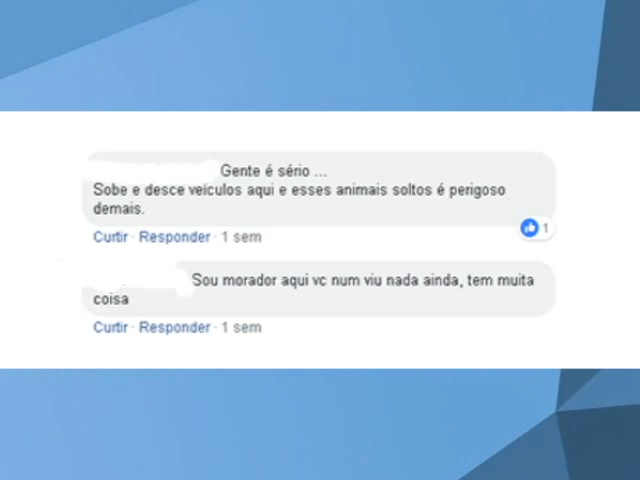 Gente é sério ...
Sobe e desce veículos aqui e esses animais soltos é perigoso
demais.
1
Curtir · Responder · 1 sem
Sou morador aqui vc num viu nada ainda, tem muita
coisa
Curtir · Responder · 1 sem